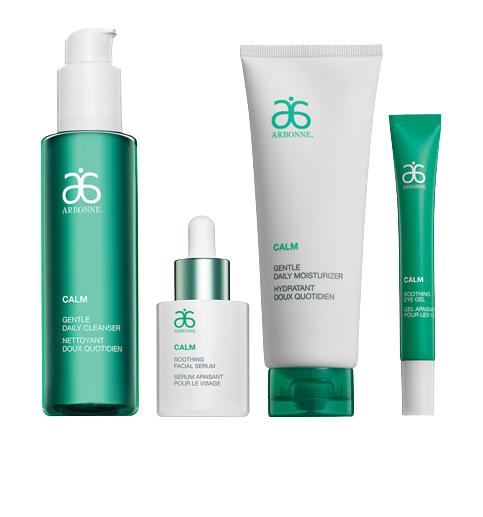 ARBONNE
CALM
GENTLE
DAILY CLEANSER
NETTOYANT
DOUX QUOTIDIEN
ARBONNE
CALM
SOOTHING
FACIAL SERUM
SÉRUM APAISANT
POUR LE VISAGE
ARBONNE
CALM
GENTLE
DAILY MOISTURIZER
HYDRATANT
DOUX QUOTIDIEN
ARBONNE
CALM
SOOTHING
EYE GEL
GEL
POUR LES